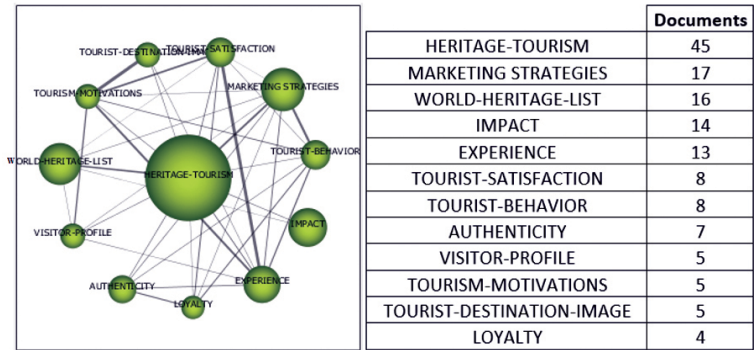 TOURIST-DESTINATION-IMA
TOURIST-SATISFACTION
MARKETING STRATEGIES
TOURISM-MOTIVATIONS
TOURIST-BEHAVIOR
WORLD-HERITAGE-LIST
HERITAGE-TOURISM
IMPACT
VISITOR-PROFILE
EXPERIENCE
AUTHENTICITY
LOYALTY
Documents
HERITAGE-TOURISM 45
MARKETING STRATEGIES 17
WORLD-HERITAGE-LIST 16
IMPACT 14
EXPERIENCE 13
TOURIST-SATISFACTION 8
TOURIST-BEHAVIOR 8
AUTHENTICITY 7
VISITOR-PROFILE 5
TOURISM-MOTIVATIONS 5
TOURIST-DESTINATION-IMAGE 5
LOYALTY 4